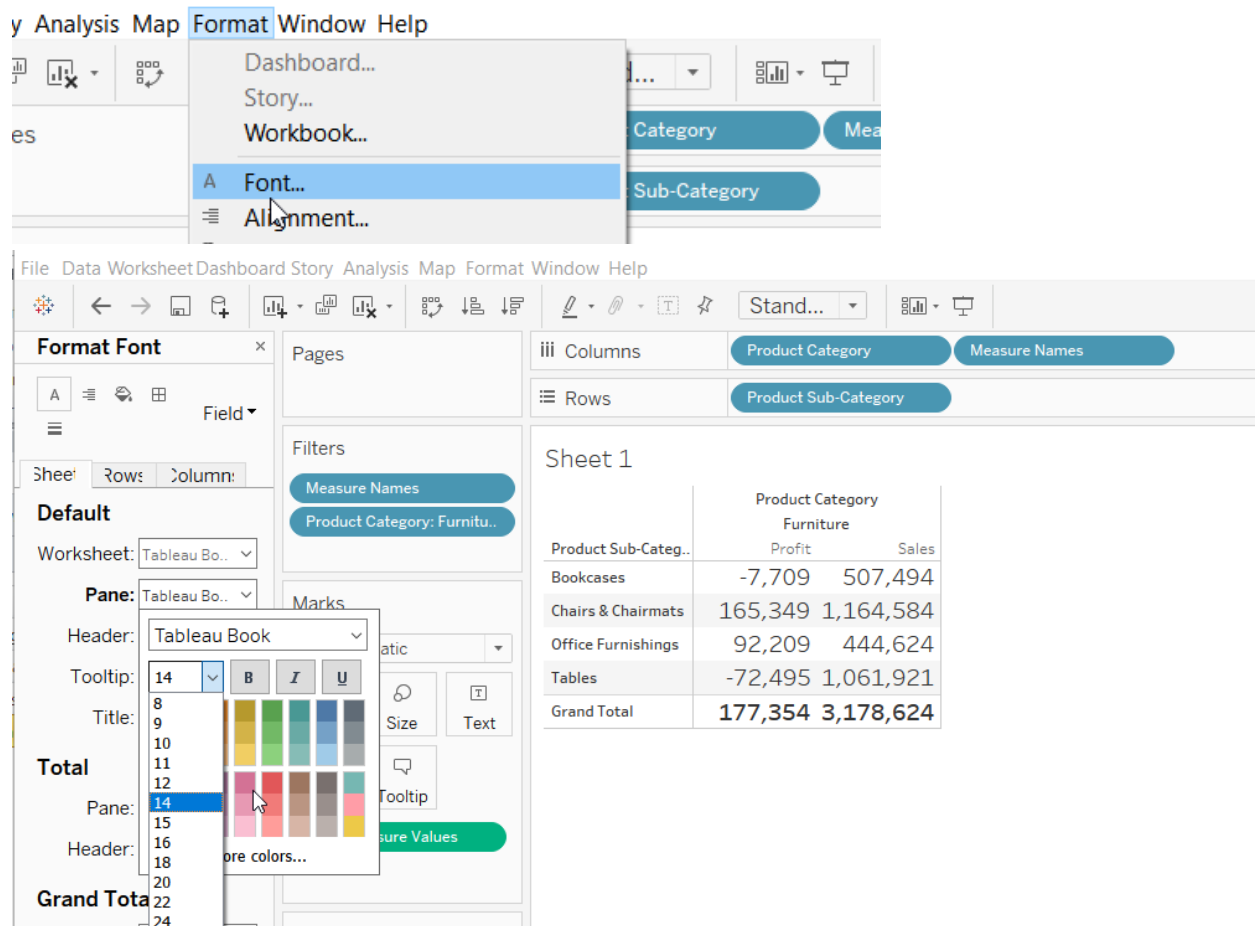 y Analysis Map Format Window Help
Dashboard...
Story...
Workbook...
Font...
Alignment...
es
d...
Category
Mea
Sub-Category
File Data Worksheet Dashboard Story Analysis Map Format Window Help
Stand...
Format Font
Field
Sheet Rows Column:
Default
Worksheet: Tableau Bo..
Pane: Tableau Bo..
Header:
Tooltip:
Title:
Total
Pane:
Header:
Grand Tota
Tableau Book
14 B I U
8
9
10
11
12
14
15
16
18
20
22
24
ore colors...
Pages
Filters
Measure Names
Product Category: Furnitu..
Marks
atic
Size Text
Tooltip
sure Values
Columns Product Category Measure Names
Rows Product Sub-Category
Sheet 1
Product Category
Furniture
Product Sub-Categ.. Profit Sales
Bookcases -7,709 507,494
Chairs & Chairmats 165,349 1,164,584
Office Furnishings 92,209 444,624
Tables -72,495 1,061,921
Grand Total 177,354 3,178,624